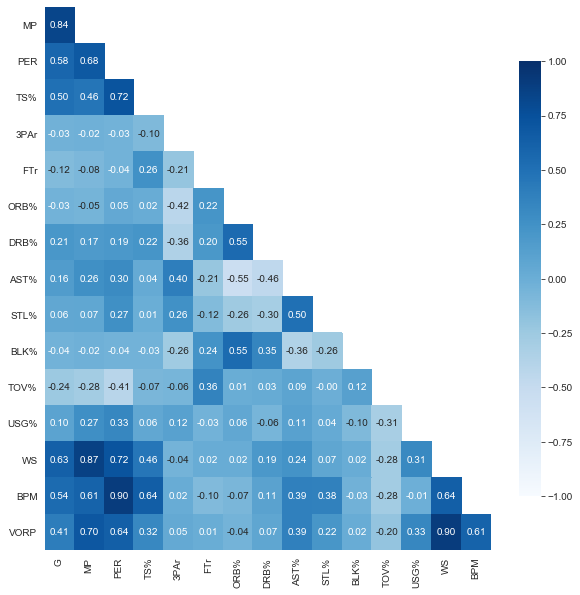 MP 0.84
PER 0.58 0.68
TS% 0.50 0.46 0.72
3PAr -0.03 -0.02 -0.03 -0.10
FTr -0.12 -0.08 -0.04 0.26 -0.21
ORB% -0.03 -0.05 0.05 0.02 -0.42 0.22
DRB% 0.21 0.17 0.19 0.22 -0.36 0.20 0.55
AST% 0.16 0.26 0.30 0.04 0.40 -0.21 -0.55 -0.46
STL% 0.06 0.07 0.27 0.01 0.26 -0.12 -0.26 -0.30 0.50
BLK% -0.04 -0.02 -0.04 -0.03 -0.26 0.24 0.55 0.35 -0.36 -0.26
TOV% -0.24 -0.28 -0.41 -0.07 -0.06 0.36 0.01 0.03 0.09 -0.00 0.12
USG% 0.10 0.27 0.33 0.06 0.12 -0.03 0.06 -0.06 0.11 0.04 -0.10 -0.31
WS 0.63 0.87 0.72 0.46 -0.04 0.02 0.02 0.19 0.24 0.07 0.02 -0.28 0.31
BPM 0.54 0.61 0.90 0.64 0.02 -0.10 -0.07 0.11 0.39 0.38 -0.03 -0.28 -0.01 0.64
VORP 0.41 0.70 0.64 0.32 0.05 0.01 -0.04 0.07 0.39 0.22 0.02 -0.20 0.33 0.90 0.61
G MP PER TS% 3PAr FTr ORB% DRB% AST% STL% BLK% TOV% USG% WS BPM
1.00
0.75
0.50
0.25
0.00
-0.25
-0.50
-0.75
-1.00